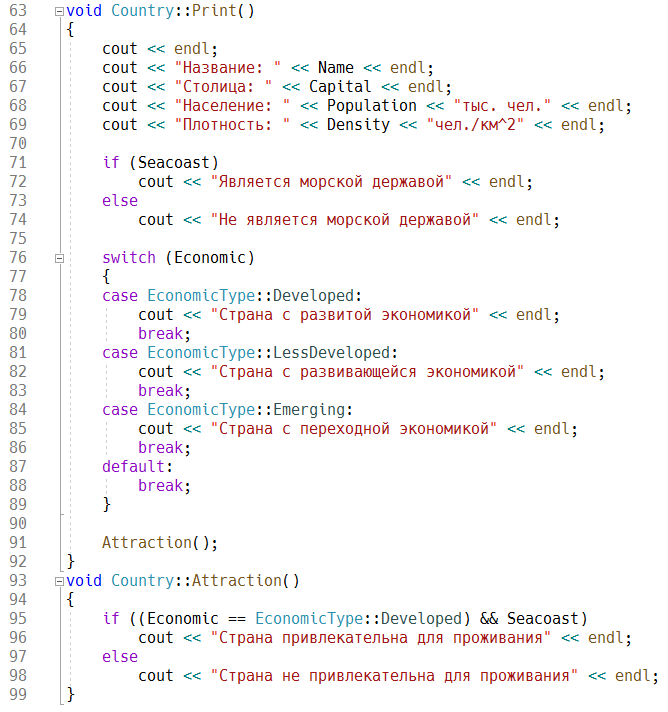 63 void Country::Print()
64 {
65 cout << endl;
66 cout << "Название: " << Name << endl;
67 cout << "Столица: " << Capital << endl;
68 cout << "Население: " << Population << "тыс. чел." << endl;
69 cout << "Плотность: " << Density << "чел./км^2" << endl;
70
71 if (Seacoast)
72 cout << "Является морской державой" << endl;
73 else
74 cout << "Не является морской державой" << endl;
75
76 switch (Economic)
77 {
78 case EconomicType::Developed:
79 cout << "Страна с развитой экономикой" << endl;
80 break;
81 case EconomicType::LessDeveloped:
82 cout << "Страна с развивающейся экономикой" << endl;
83 break;
84 case EconomicType::Emerging:
85 cout << "Страна с переходной экономикой" << endl;
86 break;
87 default:
88 break;
89 }
90
91 Attraction();
92 }
93 void Country::Attraction()
94 {
95 if ((Economic == EconomicType::Developed) && Seacoast)
96 cout << "Страна привлекательна для проживания" << endl;
97 else
98 cout << "Страна не привлекательна для проживания" << endl;
99 }